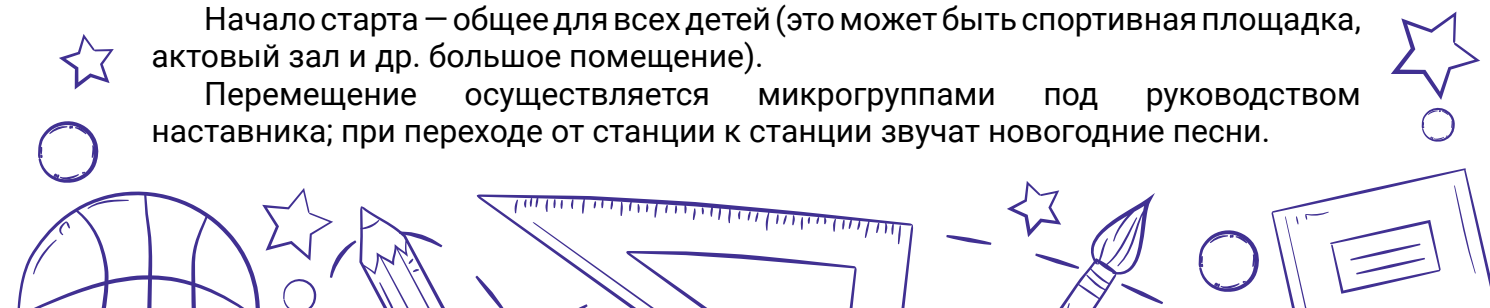 Начало старта — общее для всех детей (это может быть спортивная площадка,
актовый зал и др. большое помещение).
Перемещение осуществляется микрогруппами под руководством
наставника; при переходе от станции к станции звучат новогодние песни.